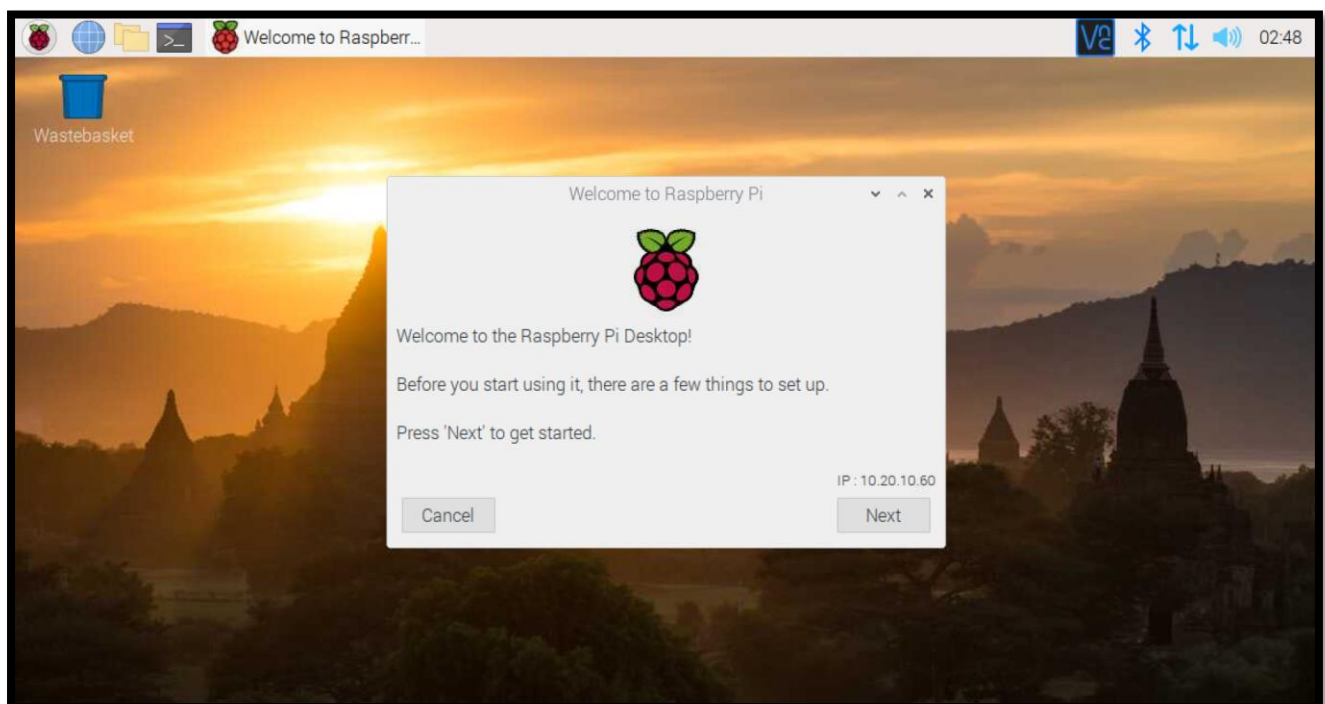 Welcome to Raspberr...
02:48
Wastebasket
Welcome to Raspberry Pi
Welcome to the Raspberry Pi Desktop!
Before you start using it, there are a few things to set up.
Press 'Next' to get started.
IP : 10.20.10.60
Cancel
Next